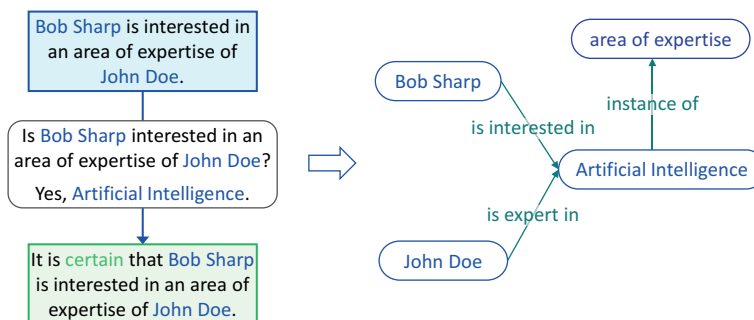 Bob Sharp is interested in
an area of expertise of
John Doe.
Is Bob Sharp interested in an
area of expertise of John Doe?
Yes, Artificial Intelligence.
It is certain that Bob Sharp
is interested in an area of
expertise of John Doe.
area of expertise
Bob Sharp
instance of
is interested in
Artificial Intelligence
is expert in
John Doe